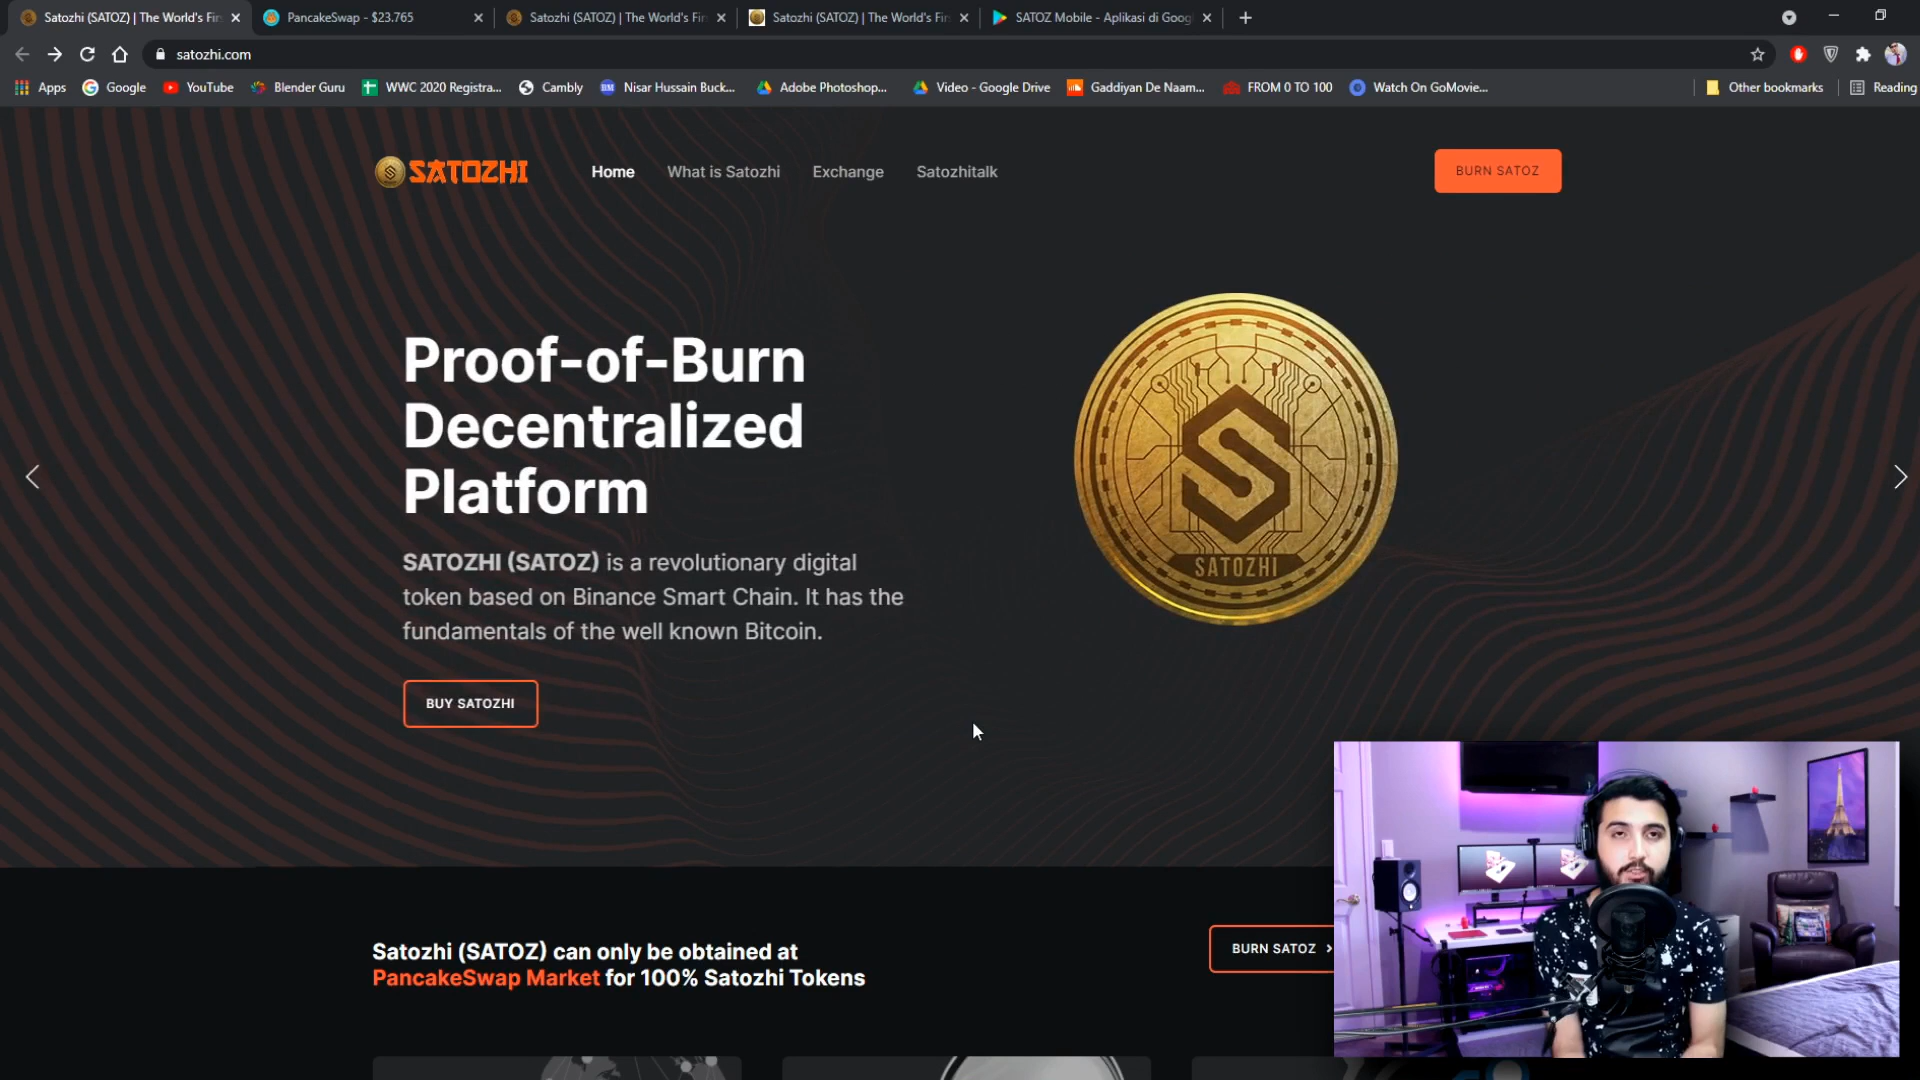 Satozhi (SATOZ) | The World's Fir
PancakeSwap - $23.765
Satozhi (SATOZ) | The World's Fir
Satozhi (SATOZ) | The World's Fir
SATOZ Mobile - Aplikasi di Goog
satozhi.com
Apps
Google
YouTube
Blender Guru
WWC 2020 Registra...
Cambly
BM
Nisar Hussain Buck...
Adobe Photoshop...
Video - Google Drive
Gaddiyan De Naam...
FROM 0 TO 100
Watch On GoMovie...
Other bookmarks
Reading
SATOZHI
Home
What is Satozhi
Exchange
Satozhitalk
BURN SATOZ
Proof-of-Burn
Decentralized
Platform
SATOZHI (SATOZ) is a revolutionary digital
token based on Binance Smart Chain. It has the
fundamentals of the well known Bitcoin.
BUY SATOZHI
SATOZHI
Satozhi (SATOZ) can only be obtained at
PancakeSwap Market for 100% Satozhi Tokens
BURN SATOZ